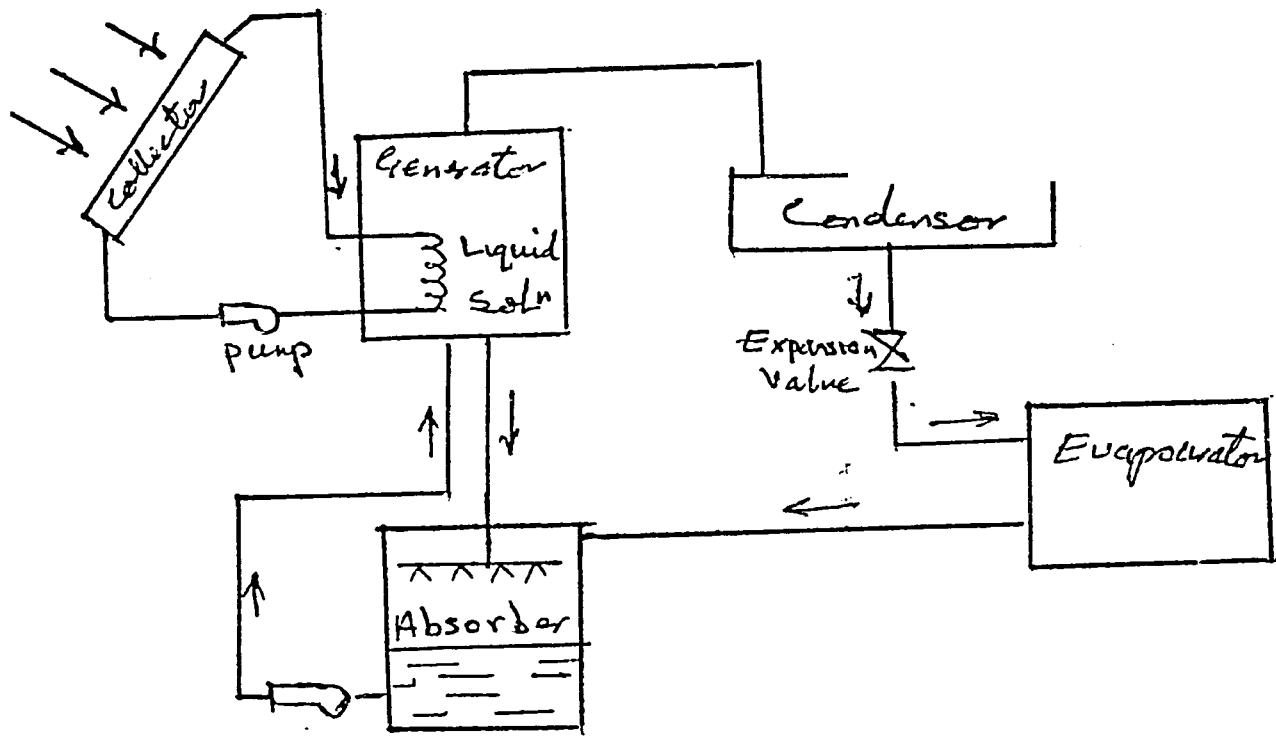 Collector
Generator
Liquid
Soln
pump
Condensor
Expansion
Value
Evaporator
Absorber